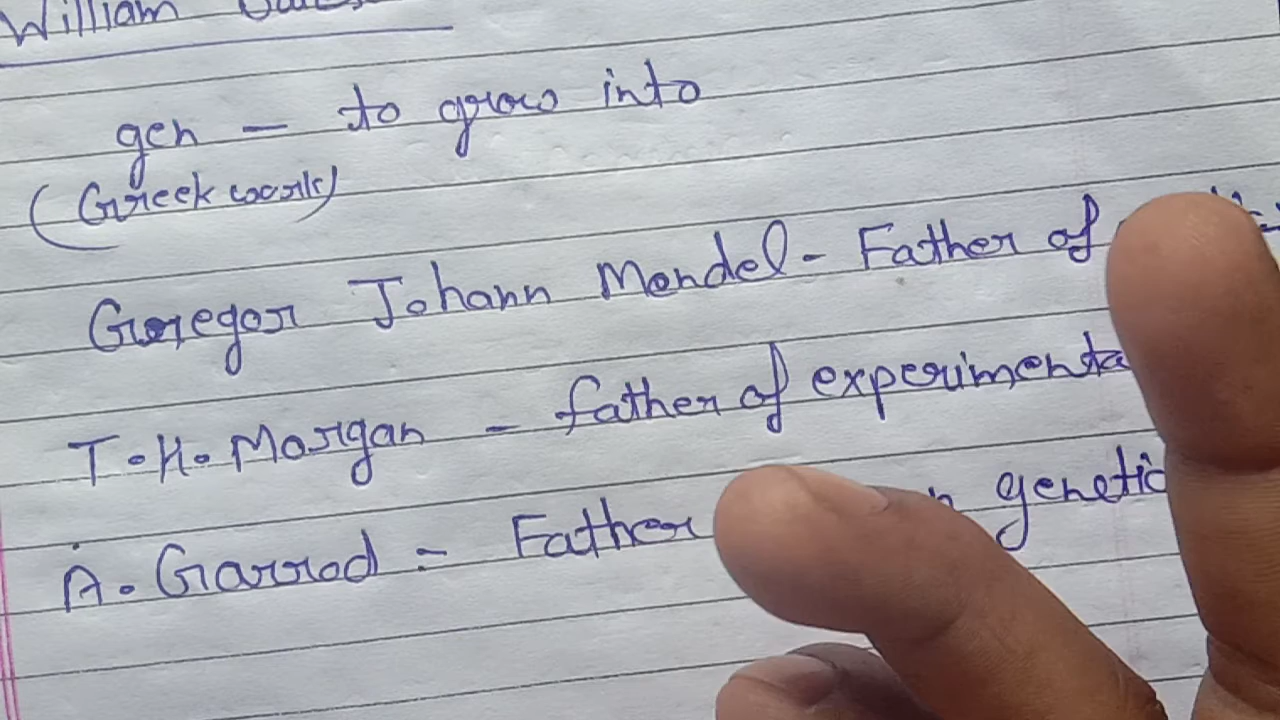 William
gen - to grow into
(Greek work)
Gregor Johann Mendel - Father of
T. H. Morgan - father of experimenta
A. Garrod - Father genetic